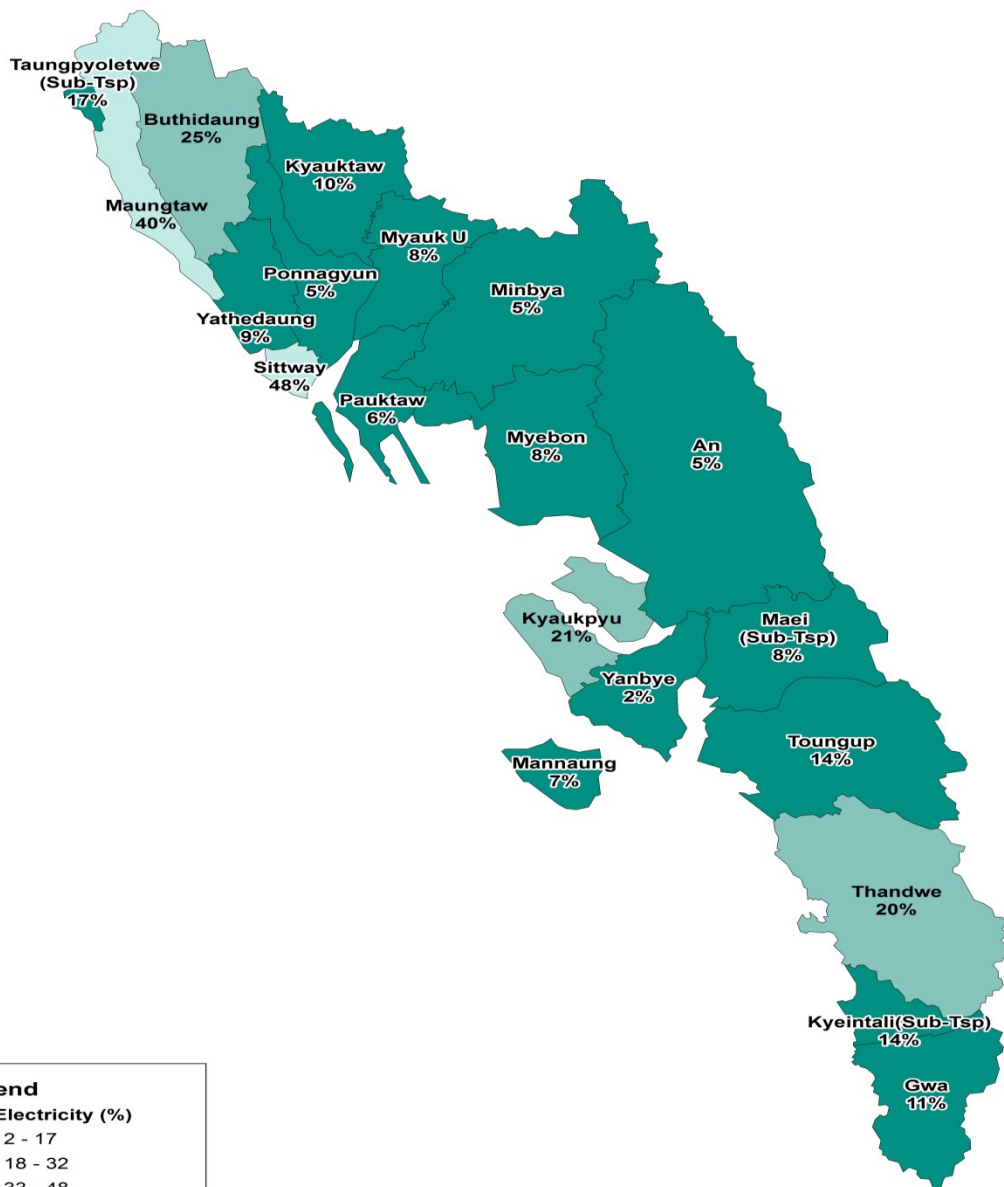 Taungpyoletwe
(Sub-Tsp)
17%
Buthidaung
25%
Kyauktaw
10%
Maungtaw
40%
Myauk U
8%
Ponnagyun
5%
Minbya
5%
Yathedaung
9%
Sittway
48%
Pauktaw
6%
Myebon
8%
An
5%
Kyaukpyu
21%
Maei
(Sub-Tsp)
8%
Yanbye
2%
Toungup
14%
Mannaung
7%
Thandwe
20%
Kyeintali(Sub-Tsp)
14%
Gwa
11%
end
Electricity (%)
2 - 17
18 - 32
33 - 48